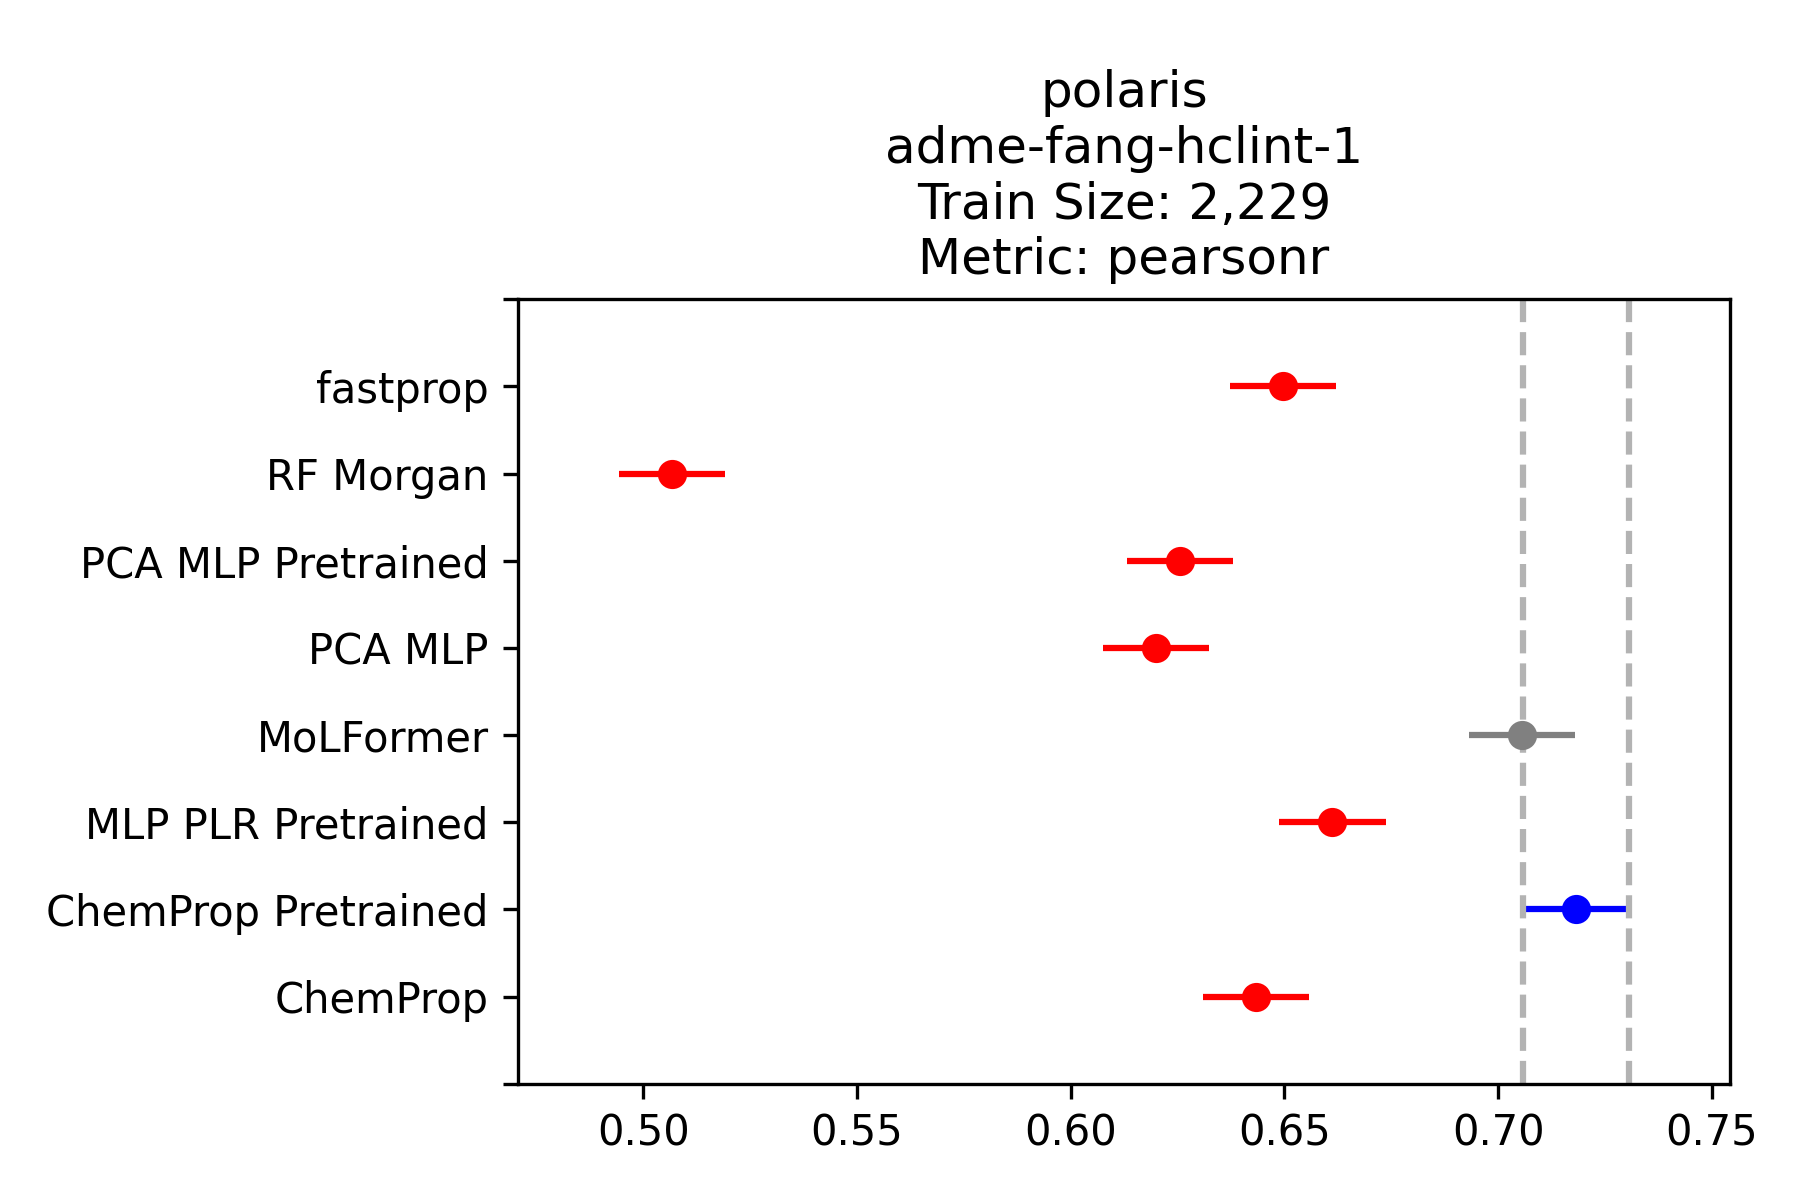 polaris
adme-fang-hclint-1
Train Size: 2,229
Metric: pearsonr
fastprop
RF Morgan
PCA MLP Pretrained
PCA MLP
MoLFormer
MLP PLR Pretrained
ChemProp Pretrained
ChemProp
0.50 0.55 0.60 0.65 0.70 0.75